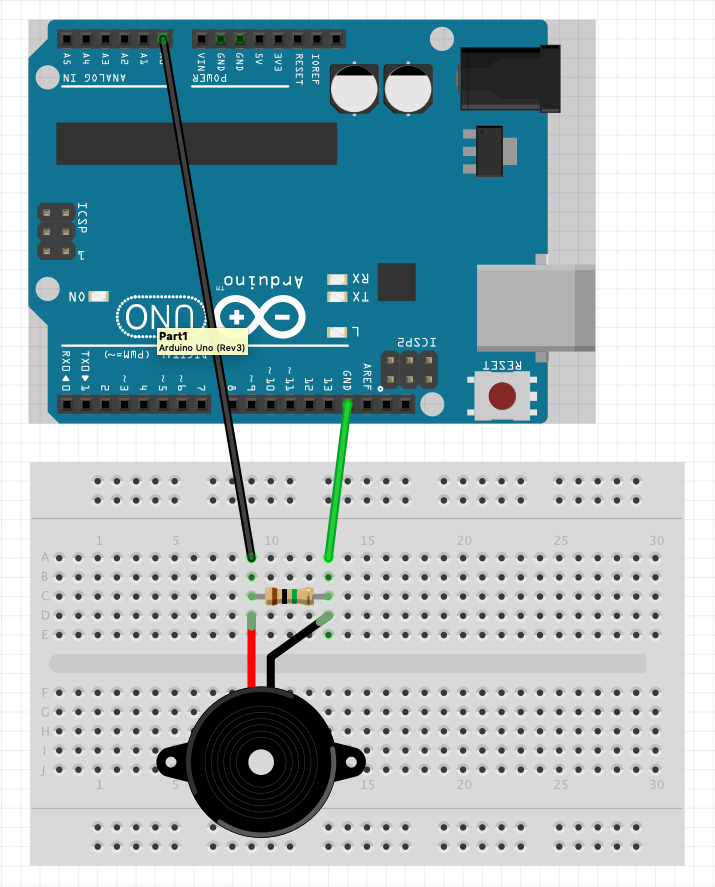 A5 A4 A3 A2 A1 A0
VIN GND GND 5V 3V3 RESET IOREF
ANALOG IN
POWER
ICSP
1
ON
UNO
™
Arduino
RX
TX
L
Part1
Arduino Uno (Rev3)
DIGITAL (PWM=~)
ICSP2
RESET
RXD◄0 TXD►1 2 ~3 4 ~5 ~6 7 8 ~9 ~10 ~11 12 13 GND AREF
1 5 10 15 20 25 30
A
B
C
D
E
F
G
H
I
J
1 5 15 20 25 30